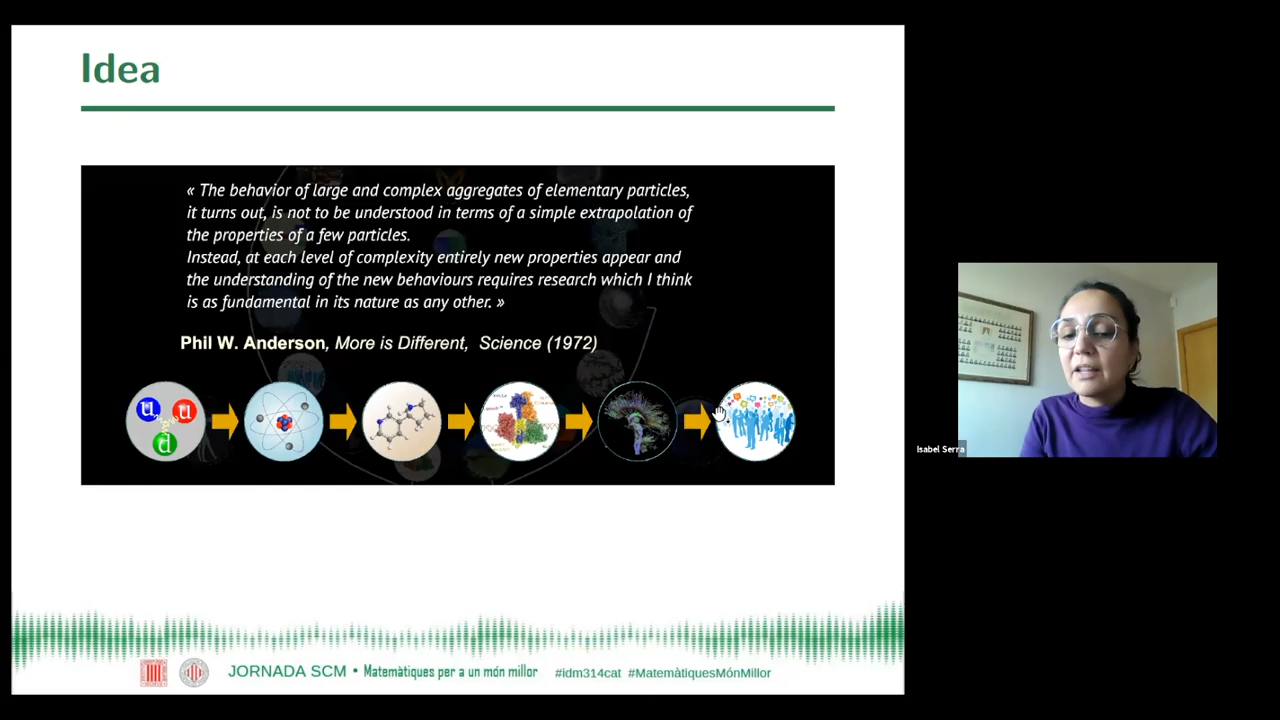 Idea
« The behavior of large and complex aggregates of elementary particles,
it turns out, is not to be understood in terms of a simple extrapolation of
the properties of a few particles.
Instead, at each level of complexity entirely new properties appear and
the understanding of the new behaviours requires research which I think
is as fundamental in its nature as any other. »
Phil W. Anderson, More is Different, Science (1972)
u
u
d
Isabel Serra
JORNADA SCM • Matemàtiques per a un món millor #idm314cat #MatemàtiquesMónMillor